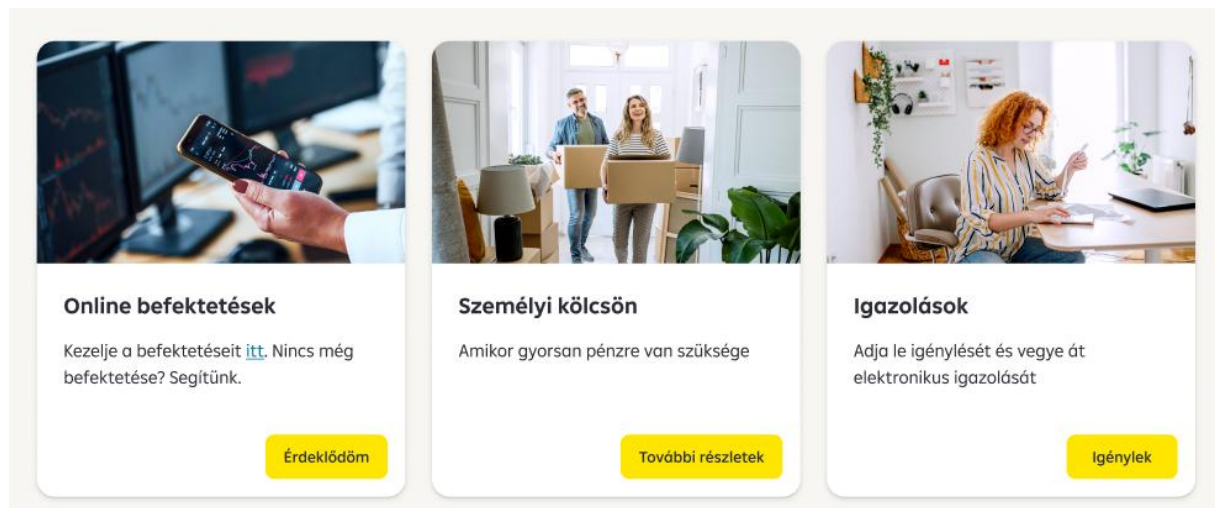 Online befektetések
Kezelje a befektetéseit itt. Nincs még
befektetése? Segítünk.
Érdeklődöm
Személyi kölcsön
Amikor gyorsan pénzre van szüksége
További részletek
Igazolások
Adja le igénylését és vegye át
elektronikus igazolását
Igénylek